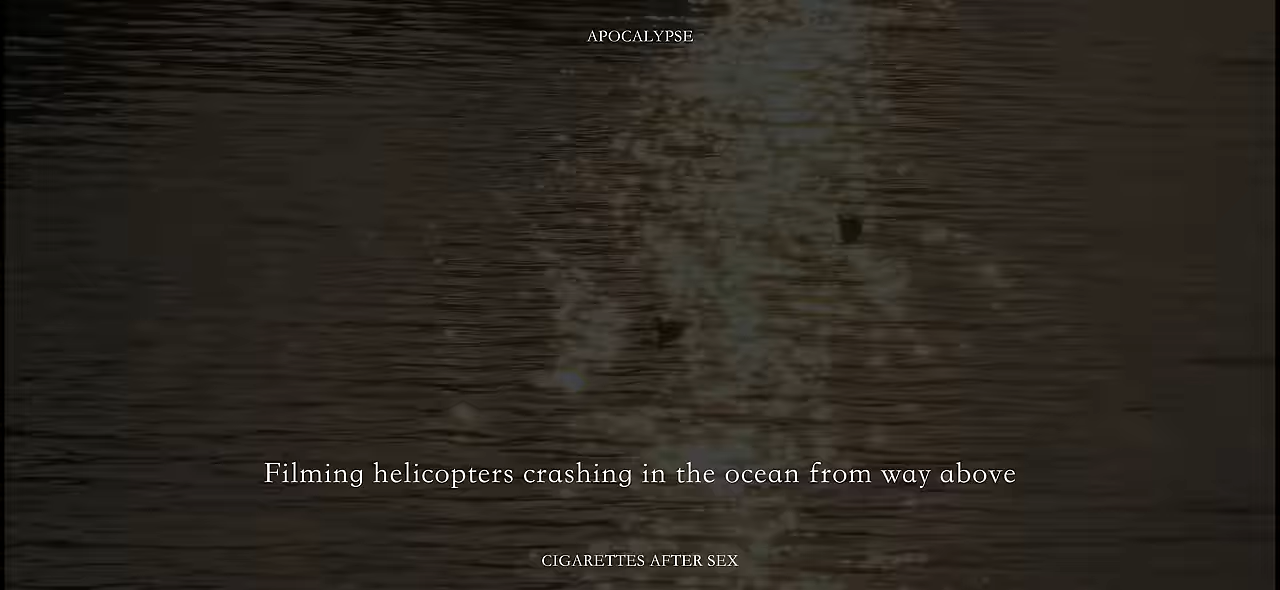 APOCALYPSE
Filming helicopters crashing in the ocean from way above
CIGARETTES AFTER SEX